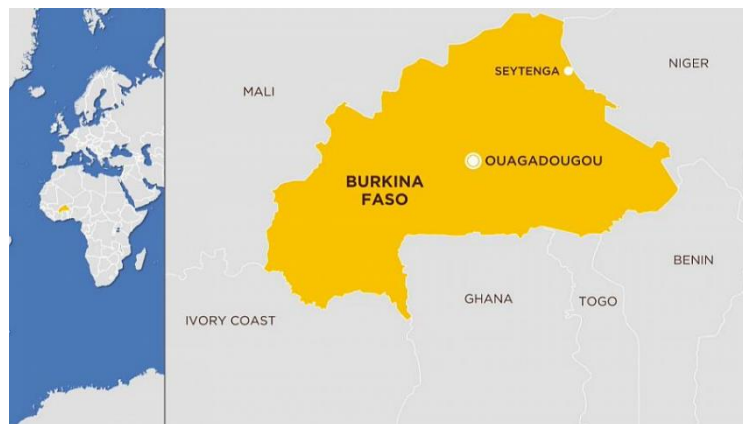 NIGER
SEYTENGA
MALI
OUAGADOUGOU
BURKINA
FASO
BENIN
GHANA
TOGO
IVORY COAST